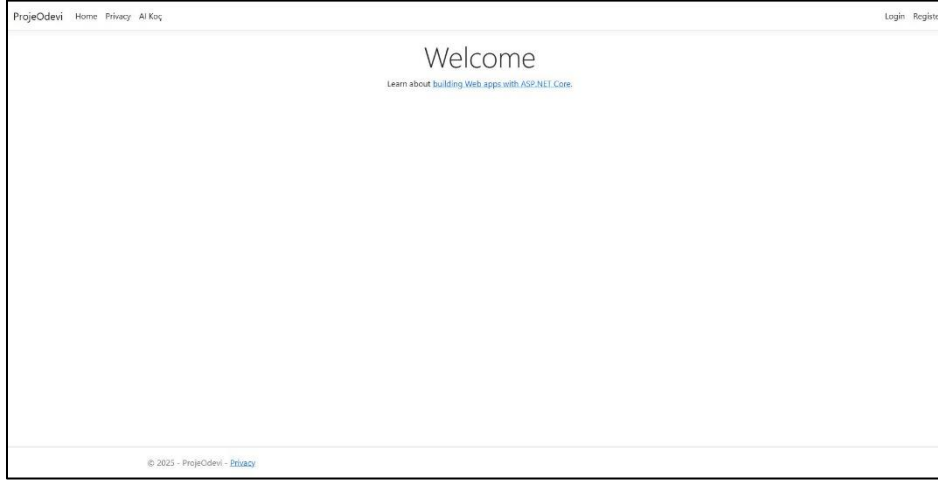 ProjeOdevi Home Privacy AI Koç Login Registe
Welcome
Learn about building Web apps with ASP.NET Core.
© 2025 - ProjeOdevi - Privacy